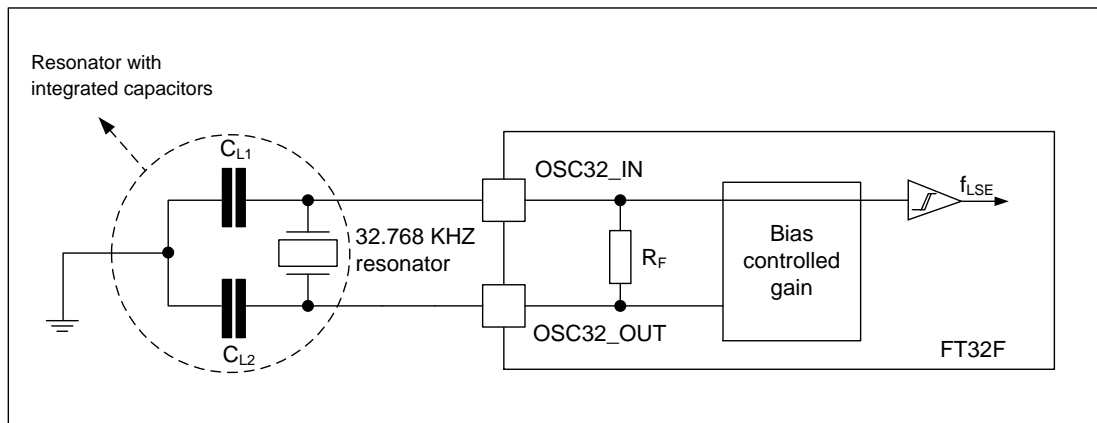 Resonator with
integrated capacitors
CL1
OSC32_IN
fLSE
32.768 KHZ
resonator
RF
Bias
controlled
gain
CL2
OSC32_OUT
FT32F